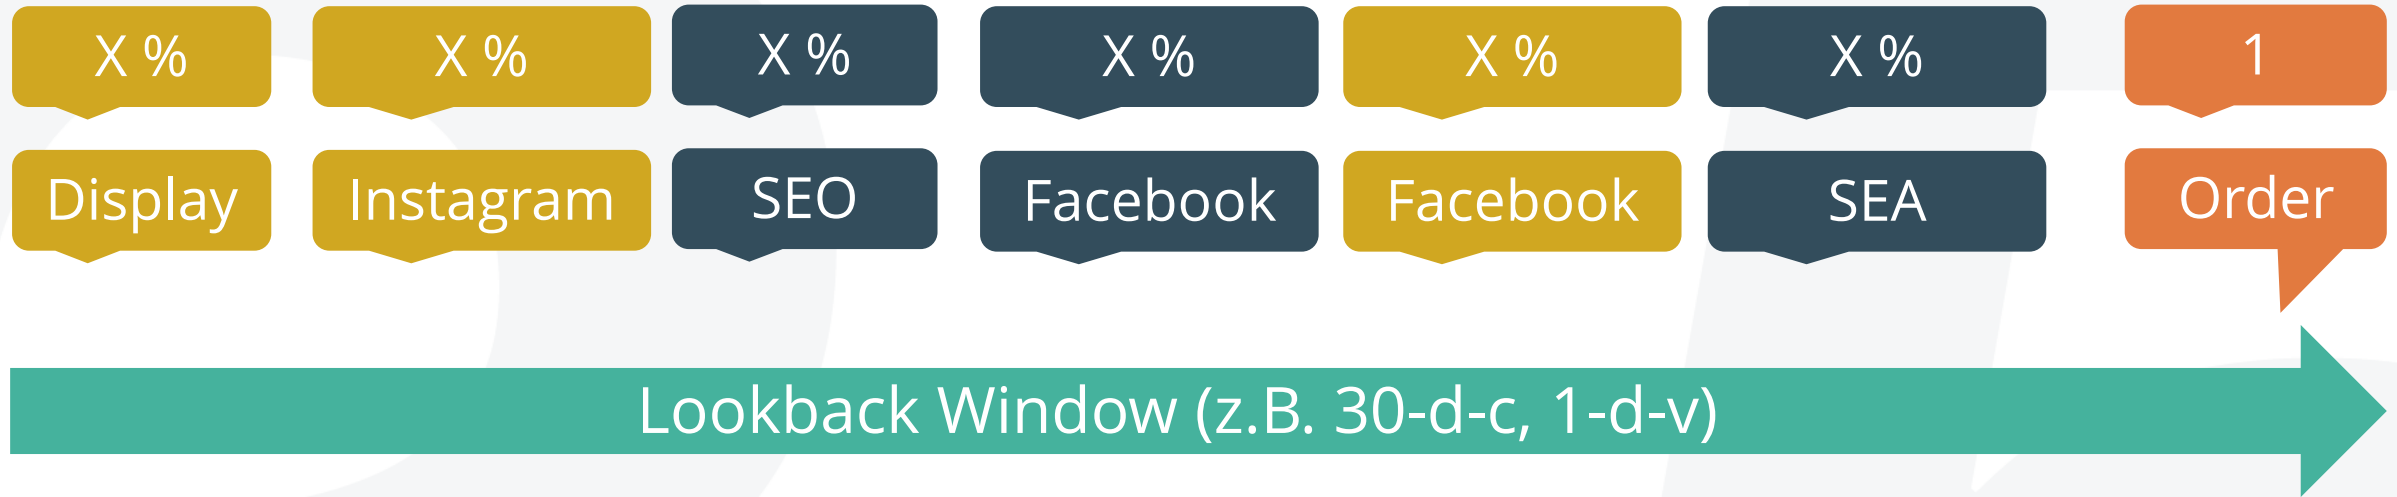 X % X % X % X % X % X % 1
Display Instagram SEO Facebook Facebook SEA Order
Lookback Window (z.B. 30-d-c, 1-d-v)